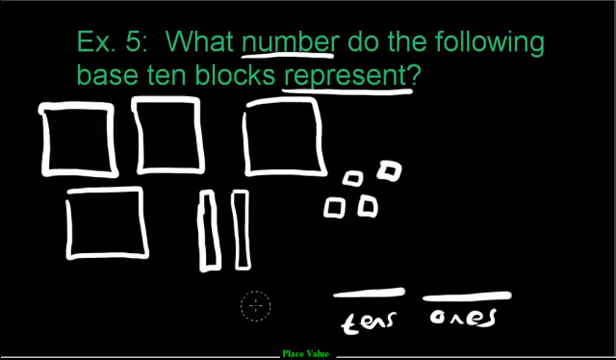 Ex. 5: What number do the following
base ten blocks represent?
tens ones
Place Value